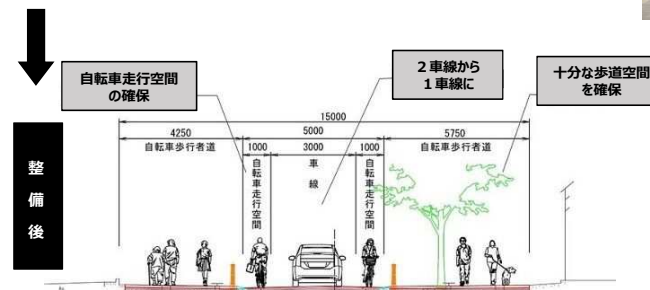 自転車走行空間
の確保
2車線から
1車線に
十分な歩道空間
を確保
15000
4250
5000
5750
自転車歩行者道
1000
3000
1000
自転車歩行者道
自転車走行空間
車線
自転車走行空間
整備後